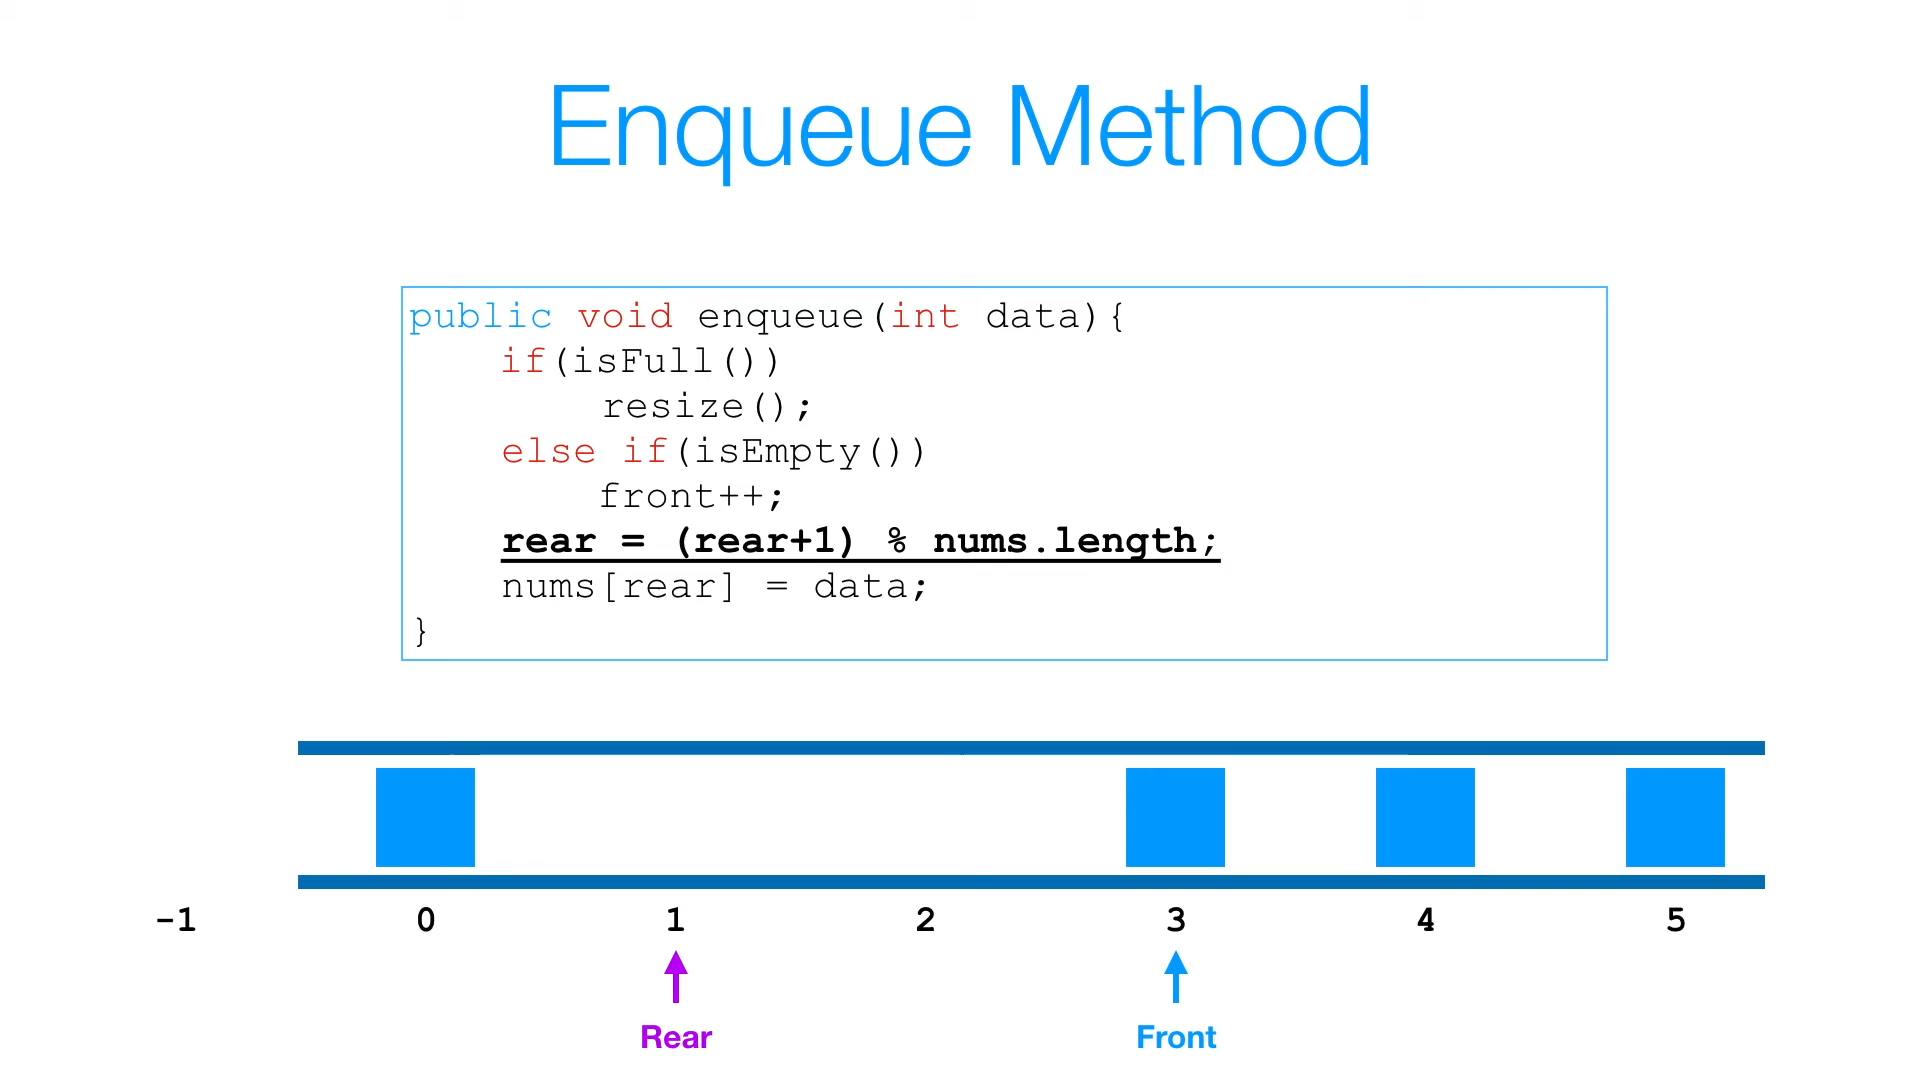 Enqueue Method
public void enqueue(int data){
if(isFull())
resize();
else if(isEmpty())
front++;
rear = (rear+1) % nums.length;
nums[rear] = data;
}
-1 0 1 2 3 4 5
Rear Front